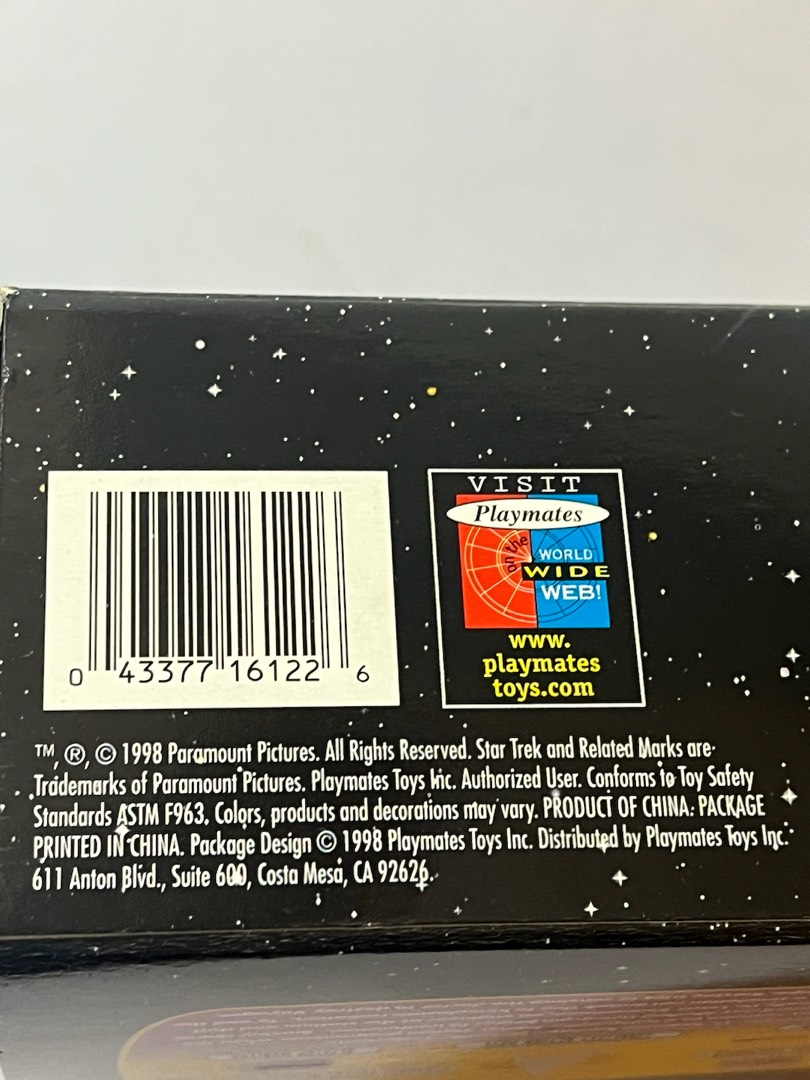 0 43377 16122 6
VISIT
Playmates
on the
WORLD
WIDE
WEB!
www.
playmates
toys.com
™, ®, © 1998 Paramount Pictures. All Rights Reserved. Star Trek and Related Marks are
Trademarks of Paramount Pictures. Playmates Toys Inc. Authorized User. Conforms to Toy Safety
Standards ASTM F963. Colors, products and decorations may vary. PRODUCT OF CHINA. PACKAGE
PRINTED IN CHINA. Package Design © 1998 Playmates Toys Inc. Distributed by Playmates Toys Inc.
611 Anton Blvd., Suite 600, Costa Mesa, CA 92626.